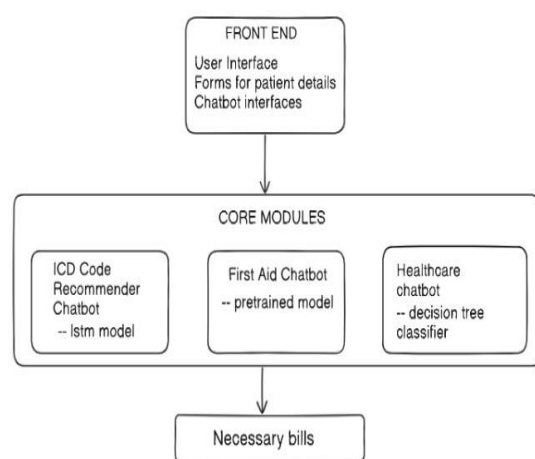 FRONT END
User Interface
Forms for patient details
Chatbot interfaces
CORE MODULES
ICD Code
Recommender
Chatbot
-- lstm model
First Aid Chatbot
-- pretrained model
Healthcare
chatbot
-- decision tree
classifier
Necessary bills